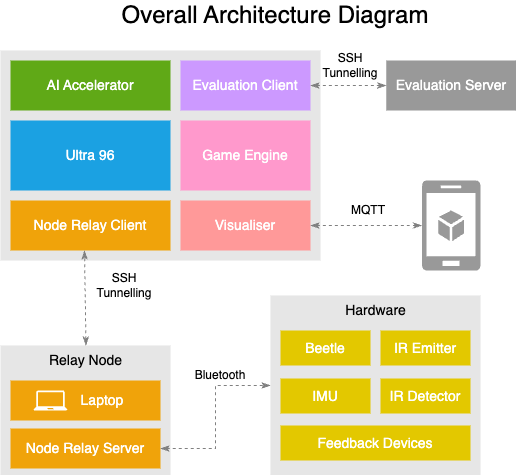 Overall Architecture Diagram
SSH
Tunnelling
AI Accelerator
Evaluation Client
Evaluation Server
Ultra 96
Game Engine
MQTT
Node Relay Client
Visualiser
SSH
Tunnelling
Hardware
Relay Node
Beetle
IR Emitter
Bluetooth
Laptop
IMU
IR Detector
Node Relay Server
Feedback Devices